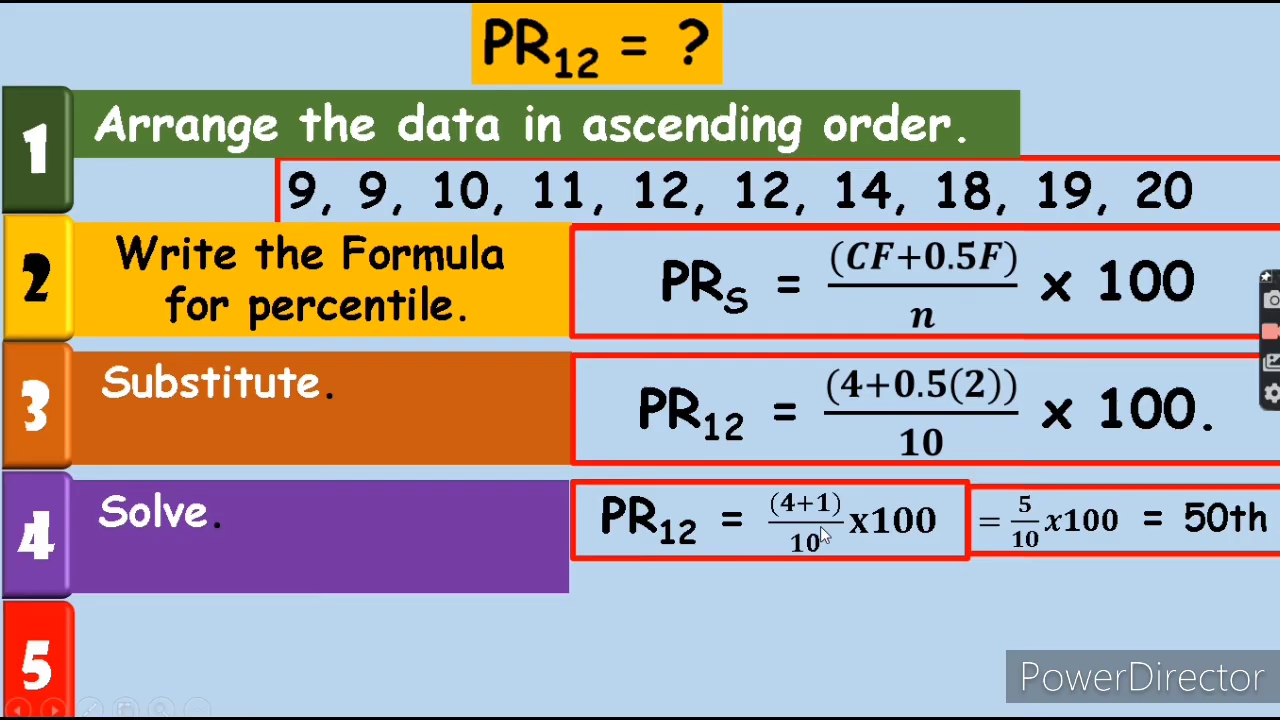 PR₁₂ = ?
1 Arrange the data in ascending order.
9, 9, 10, 11, 12, 12, 14, 18, 19, 20
2 Write the Formula
for percentile.
PRₛ = (CF+0.5F)/n x 100
3 Substitute.
PR₁₂ = (4+0.5(2))/10 x 100.
4 Solve.
PR₁₂ = (4+1)/10 x100 = 5/10 x100 = 50th
5
PowerDirector